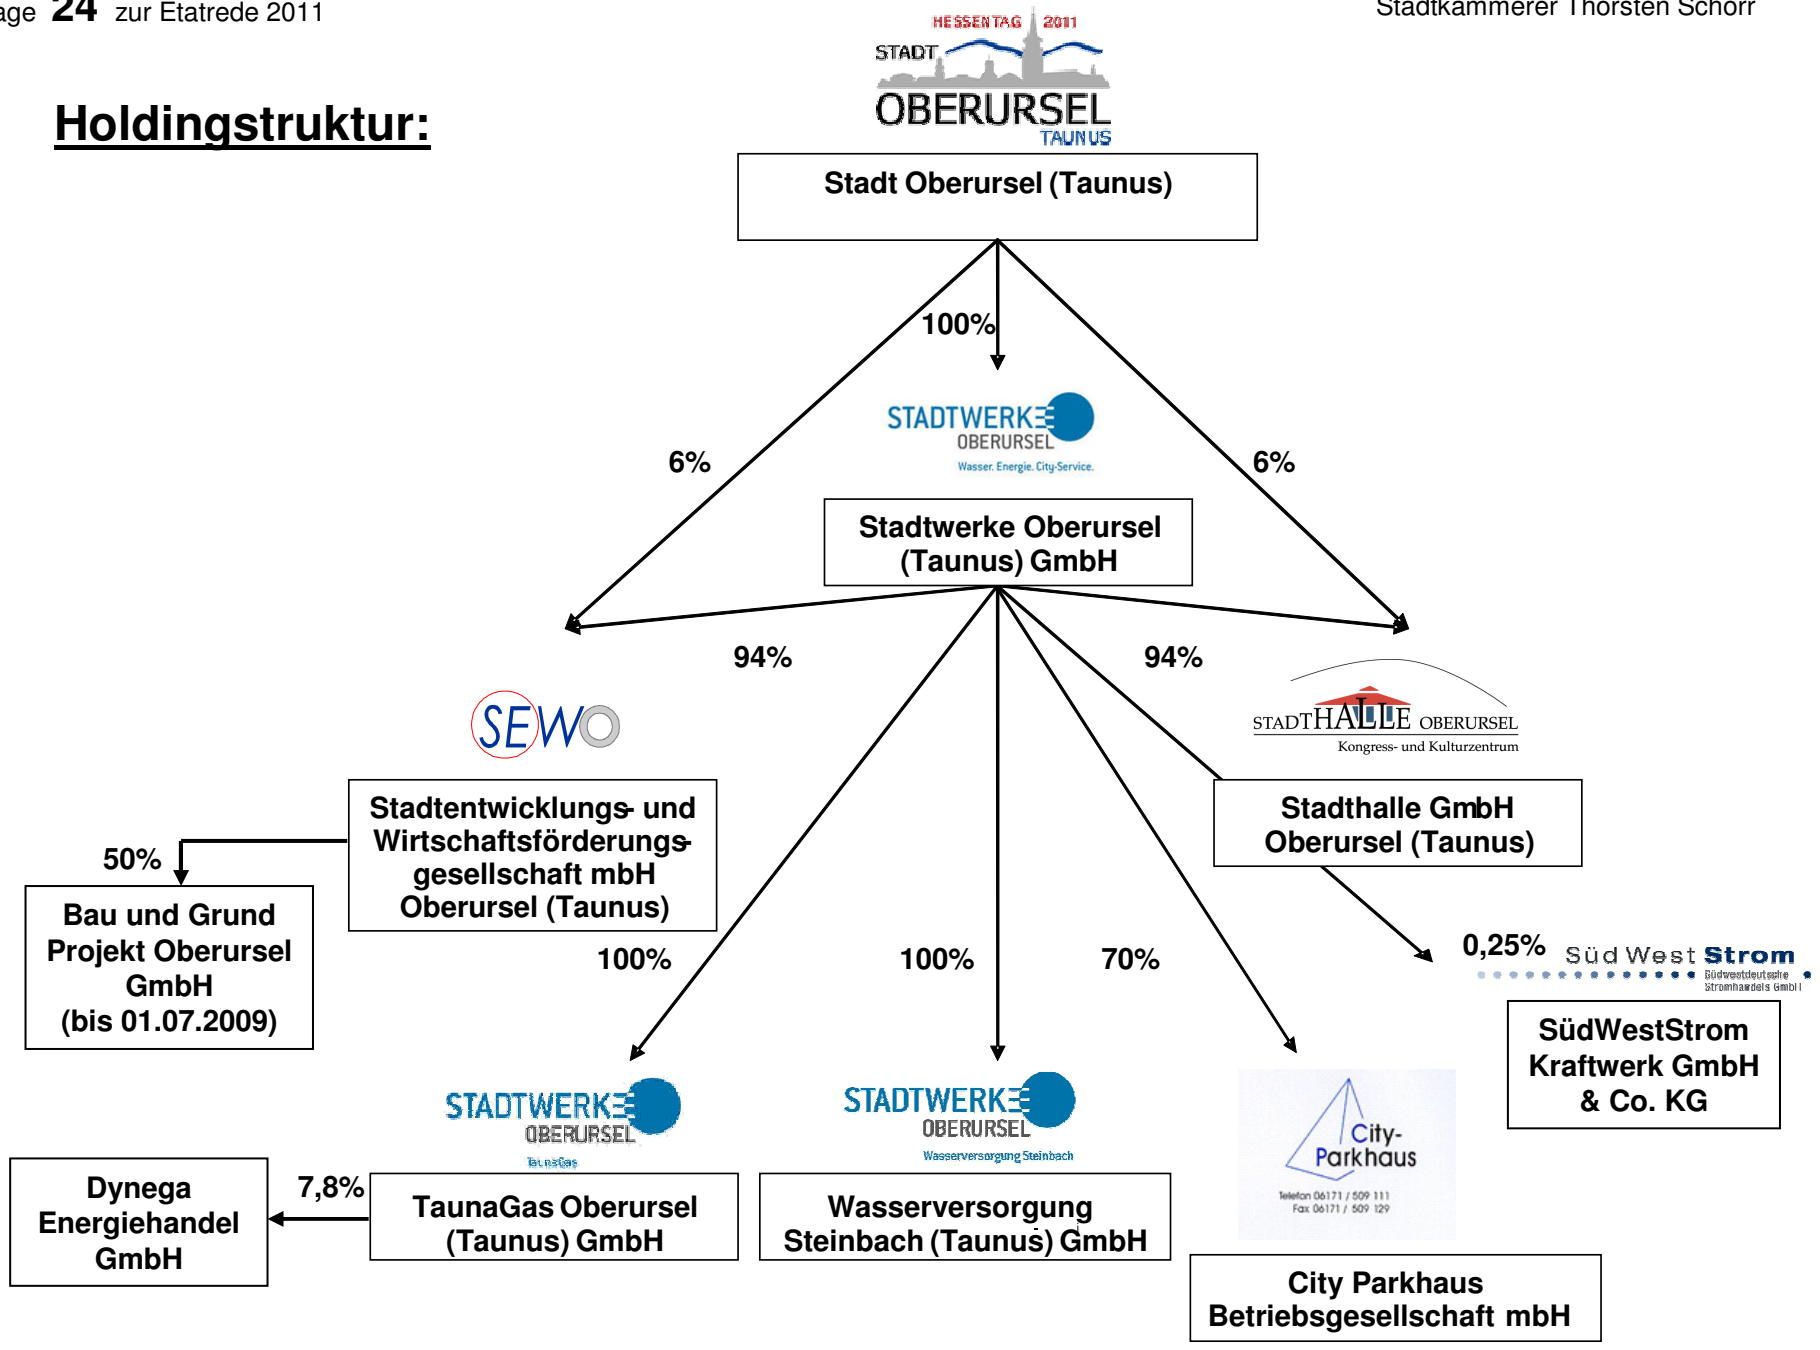 age 24 zur Etatrede 2011
Stadtkämmerer Thorsten Schorr
HESSENTAG 2011
STADT
OBERURSEL
TAUNUS
Holdingstruktur:
Stadt Oberursel (Taunus)
100%
STADTWERKE
OBERURSEL
Wasser. Energie. City-Service.
6%
6%
Stadtwerke Oberursel
(Taunus) GmbH
94%
94%
SEWO
STADTHALLE OBERURSEL
Kongress- und Kulturzentrum
Stadtentwicklungs- und
Wirtschaftsförderungs-
gesellschaft mbH
Oberursel (Taunus)
Stadthalle GmbH
Oberursel (Taunus)
50%
Bau und Grund
Projekt Oberursel
GmbH
(bis 01.07.2009)
100%
100%
70%
0,25%
Süd West Strom
Südwestdeutsche
Stromhandels GmbH
SüdWestStrom
Kraftwerk GmbH
& Co. KG
STADTWERKE
OBERURSEL
TaunaGas
STADTWERKE
OBERURSEL
Wasserversorgung Steinbach
City-
Parkhaus
Telefon 06171 / 509 111
Fax 06171 / 509 129
Dynega
Energiehandel
GmbH
7,8%
TaunaGas Oberursel
(Taunus) GmbH
Wasserversorgung
Steinbach (Taunus) GmbH
City Parkhaus
Betriebsgesellschaft mbH